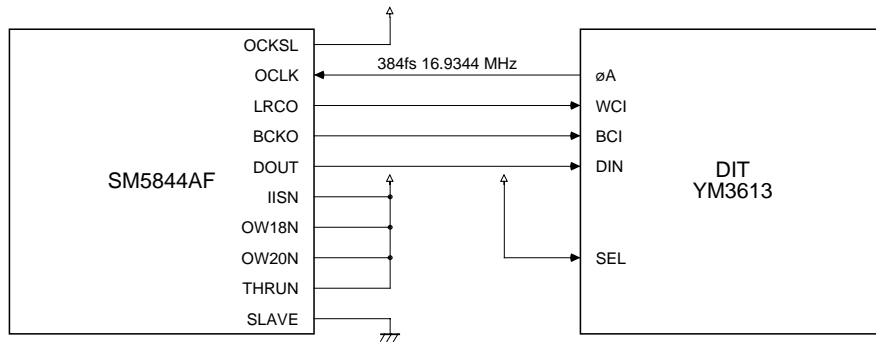 OCKSL
OCLK
LRCO
BCKO
DOUT
IISN
OW18N
OW20N
THRUN
SLAVE
SM5844AF
384fs 16.9344 MHz
øA
WCI
BCI
DIN
SEL
DIT
YM3613